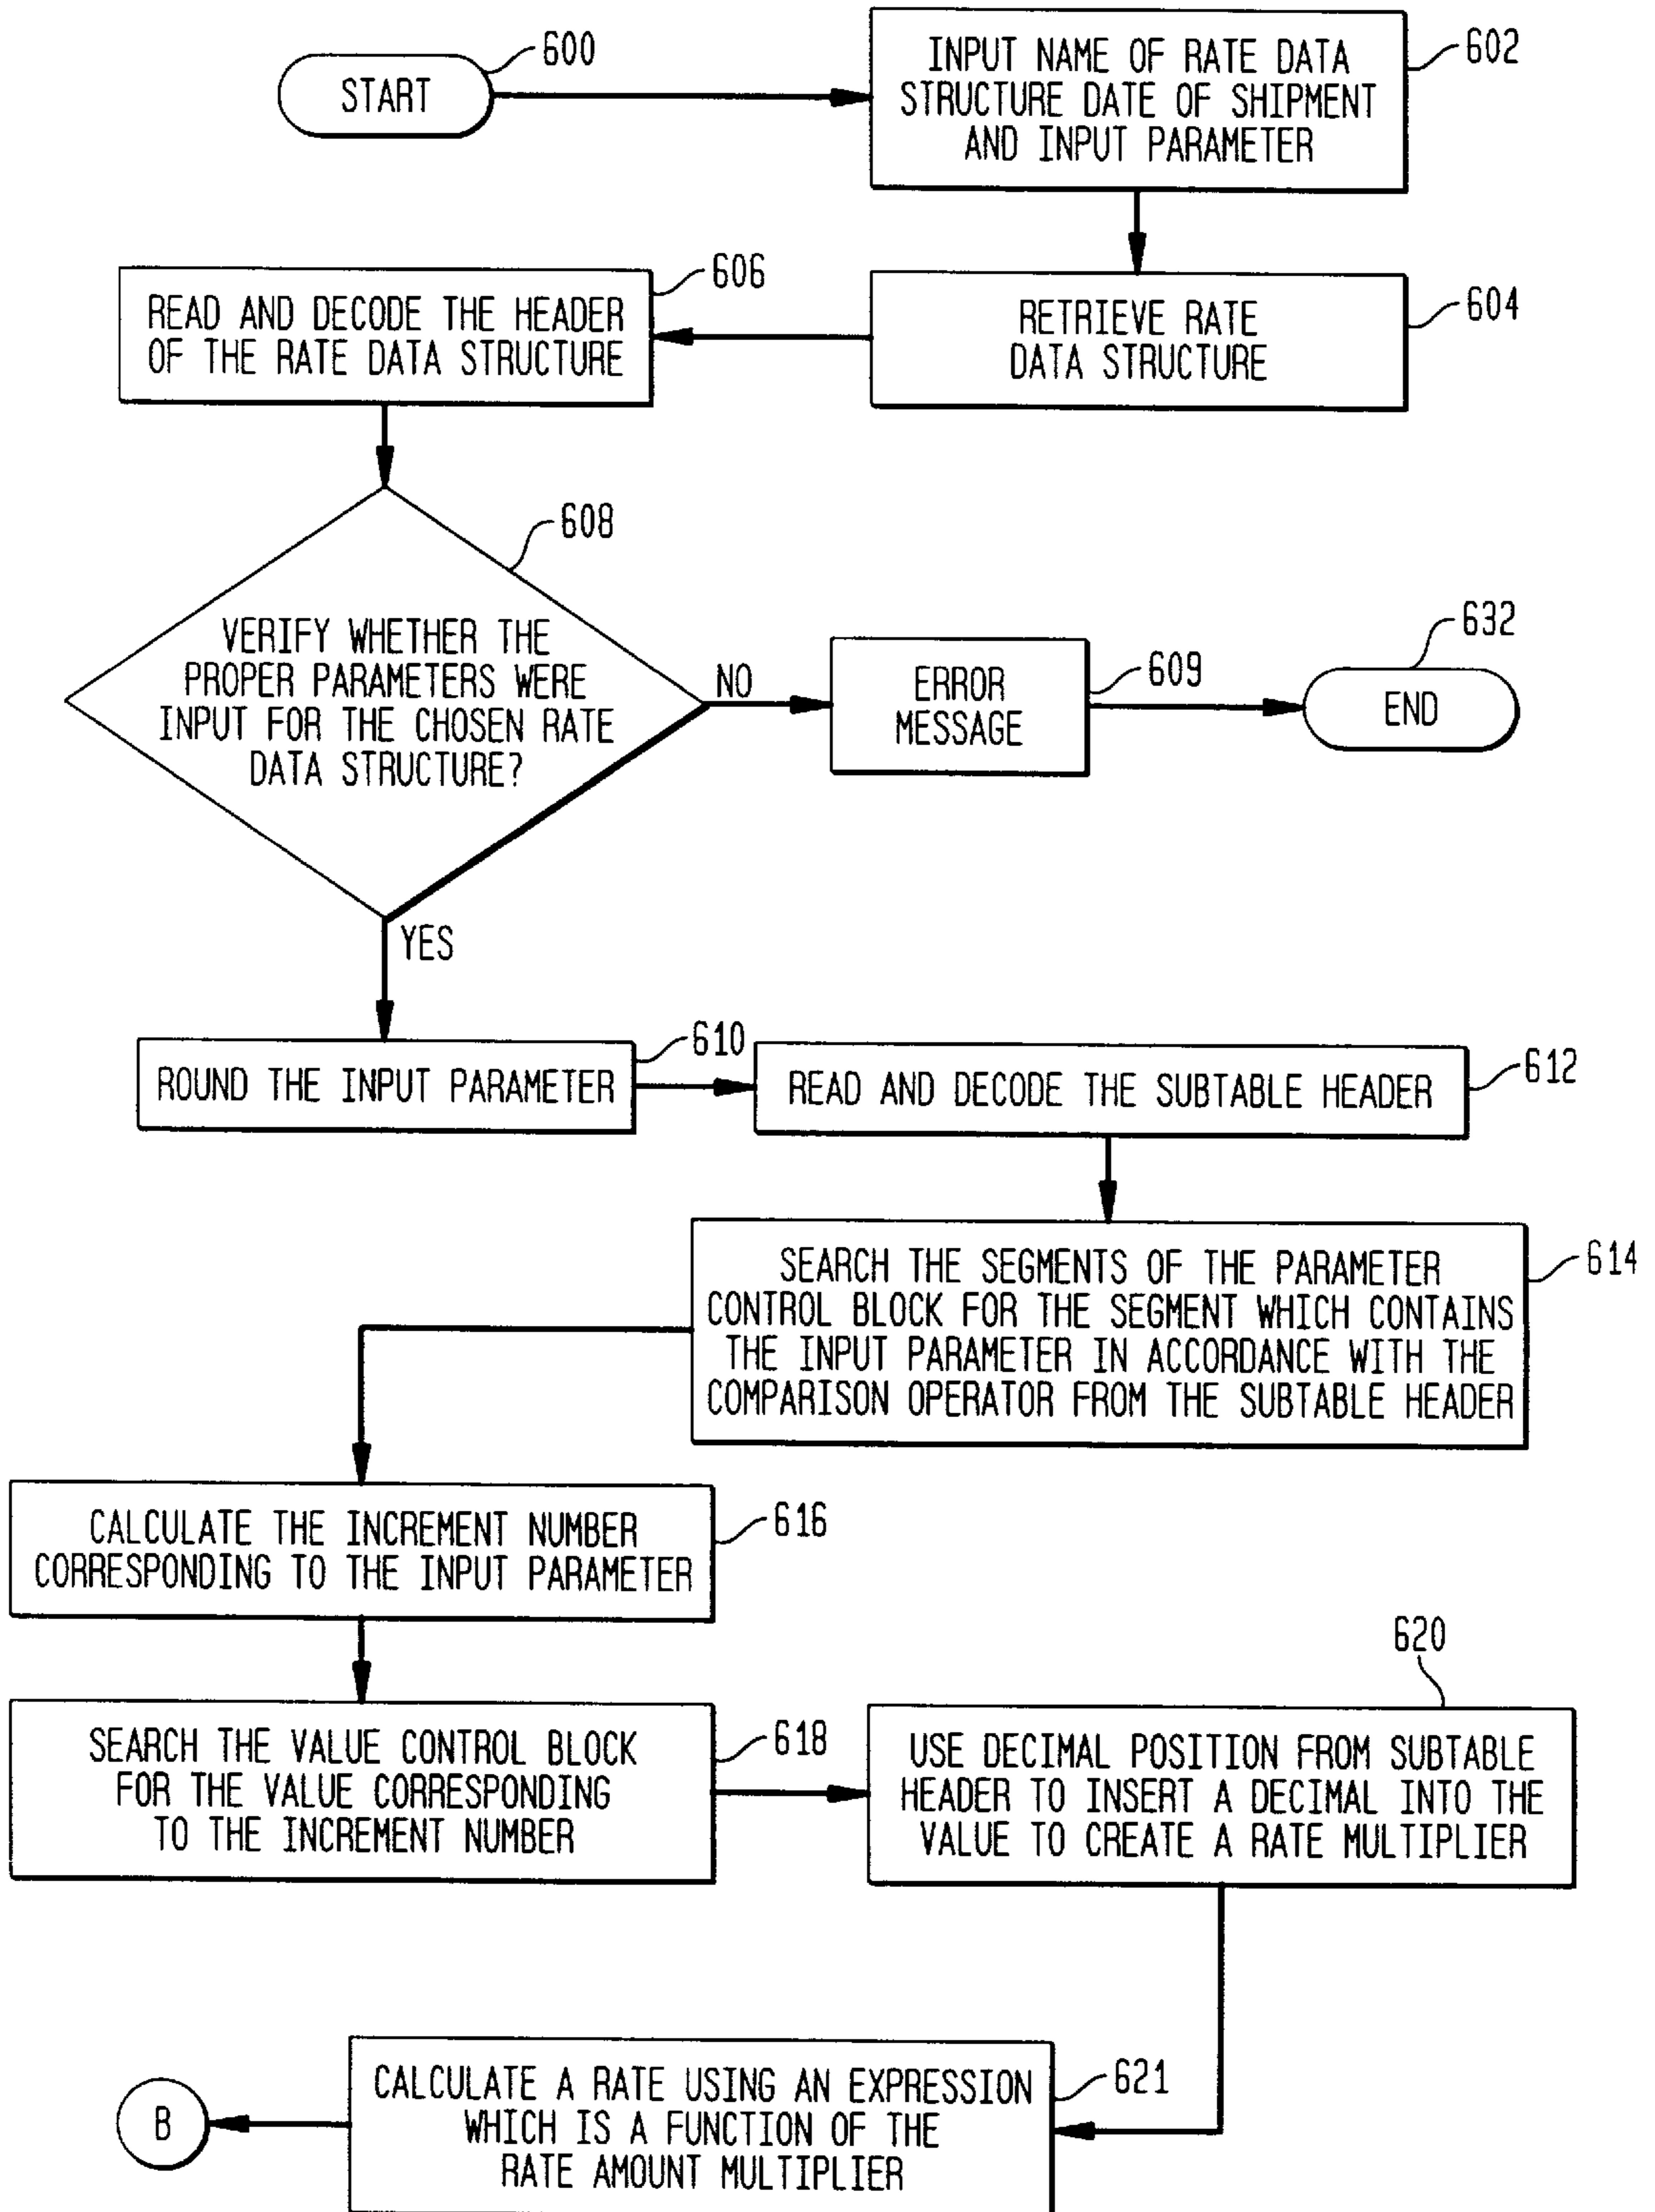 600
START
602
INPUT NAME OF RATE DATA
STRUCTURE DATE OF SHIPMENT
AND INPUT PARAMETER
604
RETRIEVE RATE
DATA STRUCTURE
606
READ AND DECODE THE HEADER
OF THE RATE DATA STRUCTURE
608
VERIFY WHETHER THE
PROPER PARAMETERS WERE
INPUT FOR THE CHOSEN RATE
DATA STRUCTURE?
NO
609
ERROR
MESSAGE
632
END
YES
610
ROUND THE INPUT PARAMETER
612
READ AND DECODE THE SUBTABLE HEADER
614
SEARCH THE SEGMENTS OF THE PARAMETER
CONTROL BLOCK FOR THE SEGMENT WHICH CONTAINS
THE INPUT PARAMETER IN ACCORDANCE WITH THE
COMPARISON OPERATOR FROM THE SUBTABLE HEADER
616
CALCULATE THE INCREMENT NUMBER
CORRESPONDING TO THE INPUT PARAMETER
618
SEARCH THE VALUE CONTROL BLOCK
FOR THE VALUE CORRESPONDING
TO THE INCREMENT NUMBER
620
USE DECIMAL POSITION FROM SUBTABLE
HEADER TO INSERT A DECIMAL INTO THE
VALUE TO CREATE A RATE MULTIPLIER
621
CALCULATE A RATE USING AN EXPRESSION
WHICH IS A FUNCTION OF THE
RATE AMOUNT MULTIPLIER
B